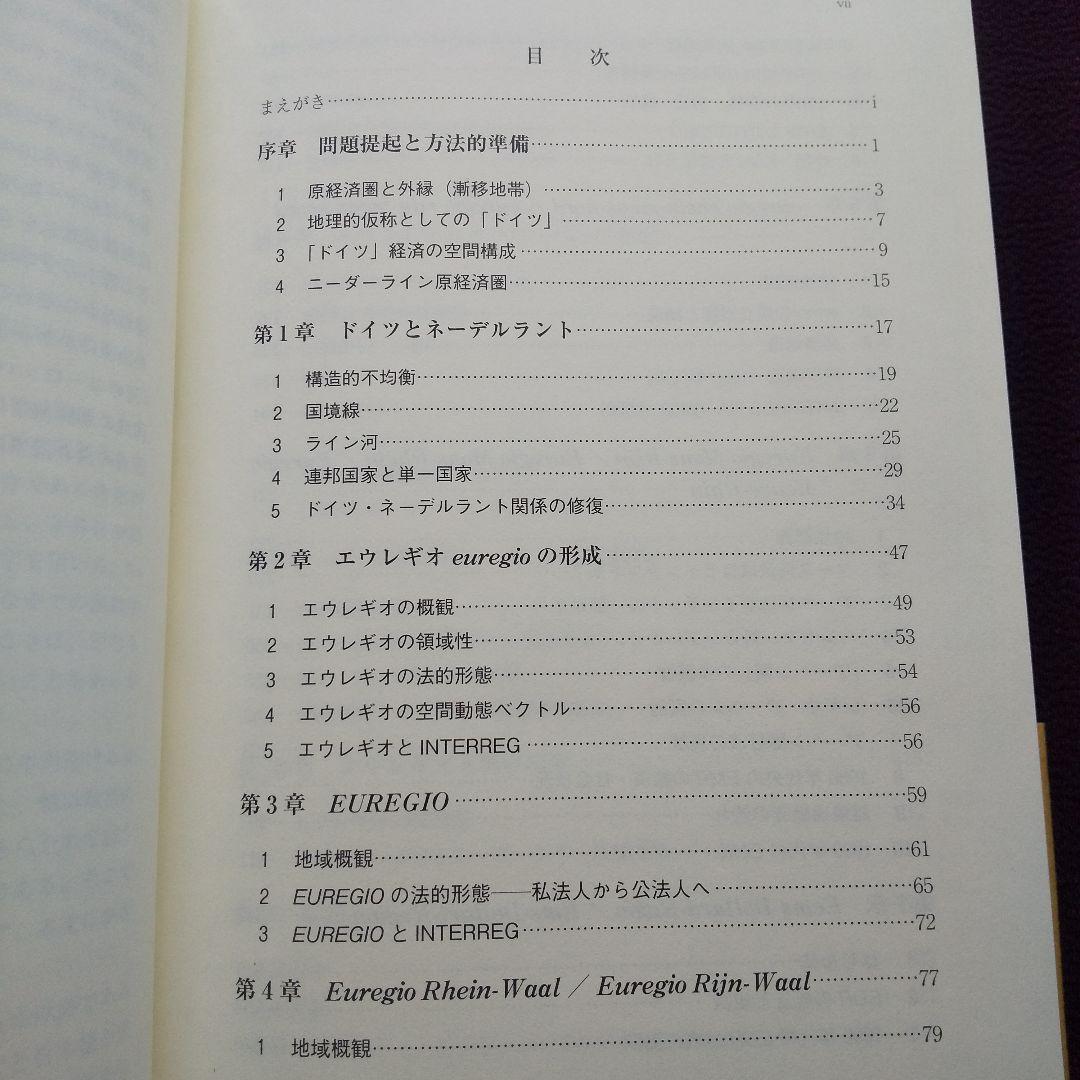 vii
目 次
まえがき……i
序章 問題提起と方法的準備……1
1 原経済圏と外縁（漸移地帯）……3
2 地理的仮称としての「ドイツ」……7
3 「ドイツ」経済の空間構成……9
4 ニーダーライン原経済圏……15
第1章 ドイツとネーデルラント……17
1 構造的不均衡……19
2 国境線……22
3 ライン河……25
4 連邦国家と単一国家……29
5 ドイツ・ネーデルラント関係の修復……34
第2章 エウレギオ euregio の形成……47
1 エウレギオの概観……49
2 エウレギオの領域性……53
3 エウレギオの法的形態……54
4 エウレギオの空間動態ベクトル……56
5 エウレギオと INTERREG……56
第3章 EUREGIO……59
1 地域概観……61
2 EUREGIO の法的形態——私法人から公法人へ……65
3 EUREGIO と INTERREG……72
第4章 Euregio Rhein-Waal / Euregio Rijn-Waal……77
1 地域概観……79